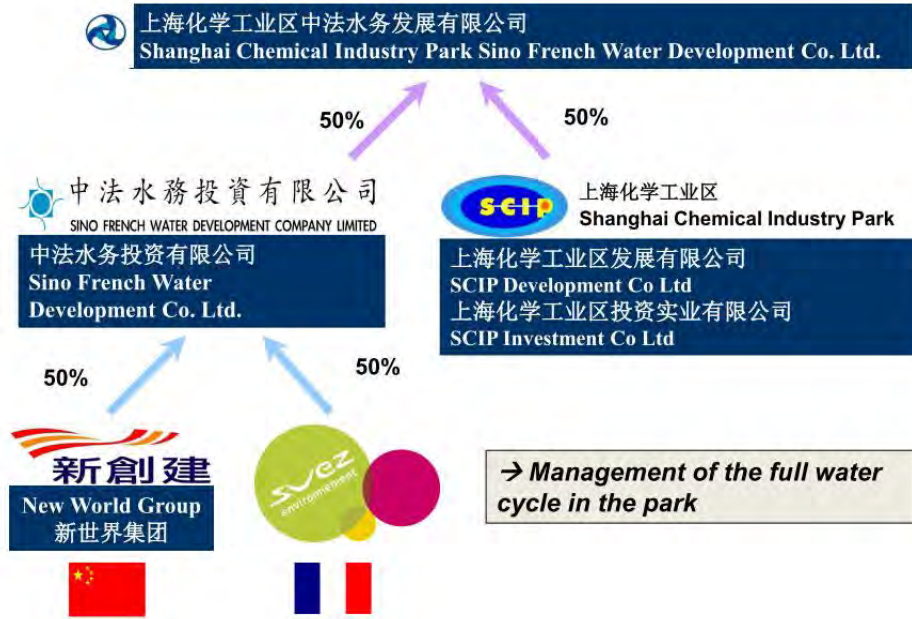 上海化学工业区中法水务发展有限公司
Shanghai Chemical Industry Park Sino French Water Development Co. Ltd.
50%
50%
中法水務投資有限公司
SINO FRENCH WATER DEVELOPMENT COMPANY LIMITED
中法水务投资有限公司
Sino French Water
Development Co. Ltd.
SCIP
上海化学工业区
Shanghai Chemical Industry Park
上海化学工业区发展有限公司
SCIP Development Co Ltd
上海化学工业区投资实业有限公司
SCIP Investment Co Ltd
50%
50%
新創建
New World Group
新世界集团
suez
environnement
→ Management of the full water
cycle in the park